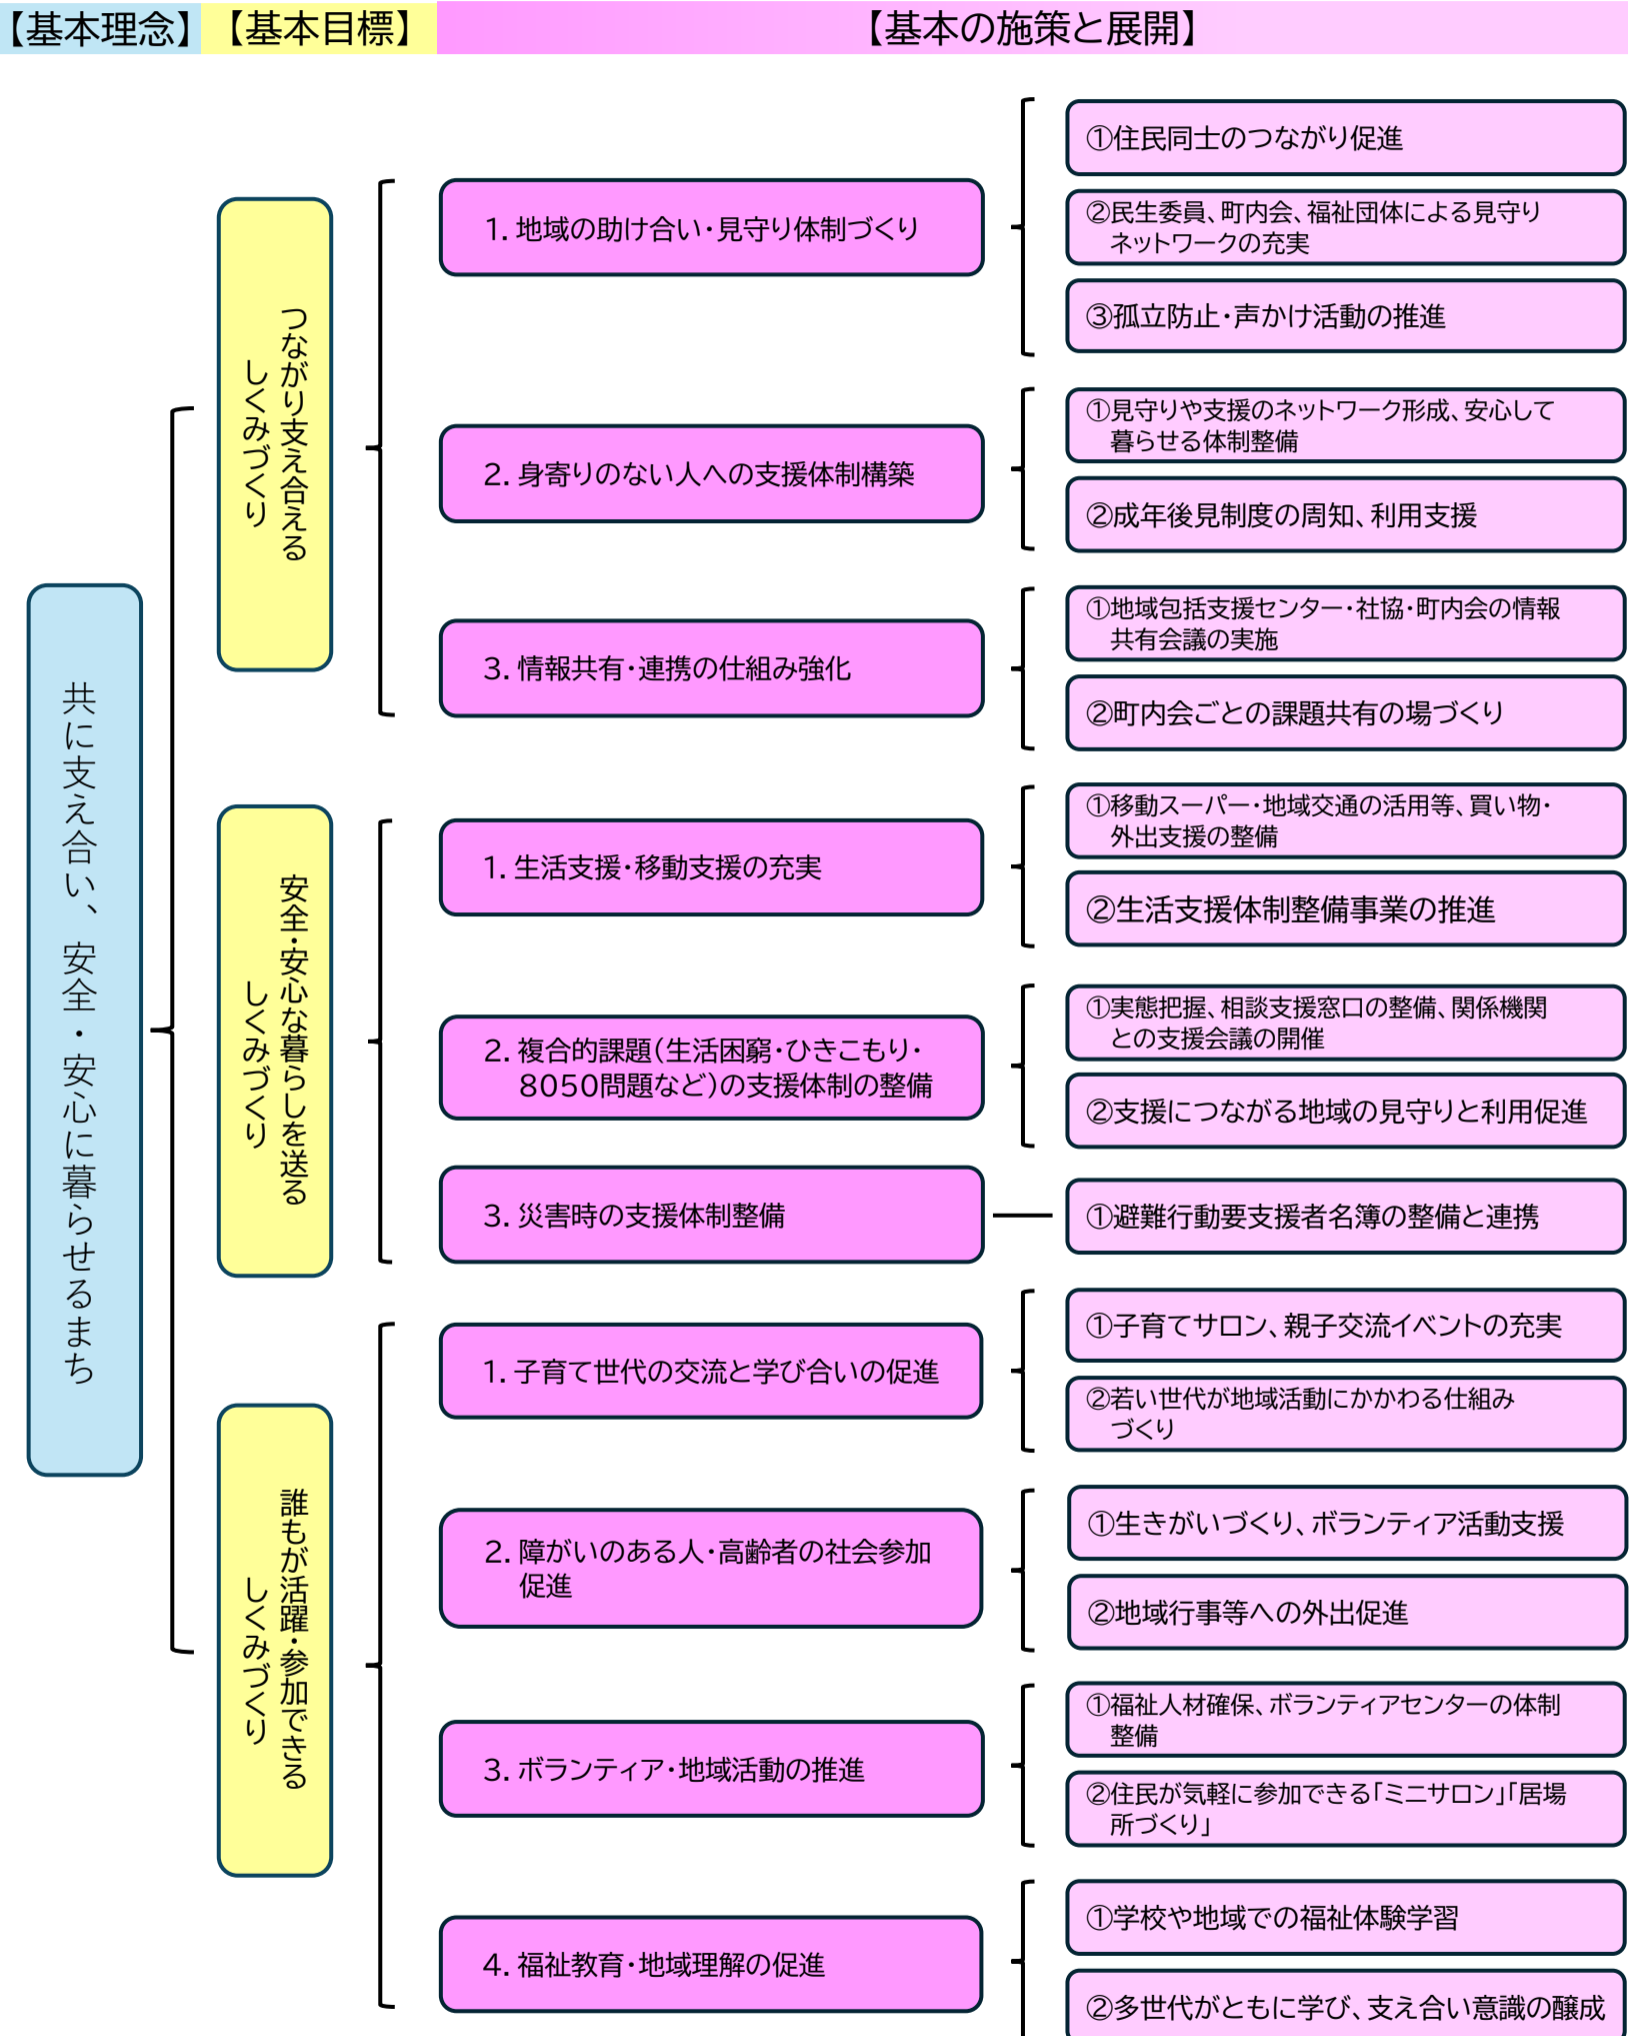 【基本理念】
【基本目標】
【基本の施策と展開】
共に支え合い、安全・安心に暮らせるまち
つながり支え合える
しくみづくり
1．地域の助け合い・見守り体制づくり
①住民同士のつながり促進
②民生委員、町内会、福祉団体による見守り
ネットワークの充実
③孤立防止・声かけ活動の推進
2．身寄りのない人への支援体制構築
①見守りや支援のネットワーク形成、安心して
暮らせる体制整備
②成年後見制度の周知、利用支援
3．情報共有・連携の仕組み強化
①地域包括支援センター・社協・町内会の情報
共有会議の実施
②町内会ごとの課題共有の場づくり
安全・安心な暮らしを送る
しくみづくり
1．生活支援・移動支援の充実
①移動スーパー・地域交通の活用等、買い物・
外出支援の整備
②生活支援体制整備事業の推進
2．複合的課題（生活困窮・ひきこもり・
8050問題など）の支援体制の整備
①実態把握、相談支援窓口の整備、関係機関
との支援会議の開催
②支援につながる地域の見守りと利用促進
3．災害時の支援体制整備
①避難行動要支援者名簿の整備と連携
誰もが活躍・参加できる
しくみづくり
1．子育て世代の交流と学び合いの促進
①子育てサロン、親子交流イベントの充実
②若い世代が地域活動にかかわる仕組み
づくり
2．障がいのある人・高齢者の社会参加
促進
①生きがいづくり、ボランティア活動支援
②地域行事等への外出促進
3．ボランティア・地域活動の推進
①福祉人材確保、ボランティアセンターの体制
整備
②住民が気軽に参加できる「ミニサロン」「居場
所づくり」
4．福祉教育・地域理解の促進
①学校や地域での福祉体験学習
②多世代がともに学び、支え合い意識の醸成